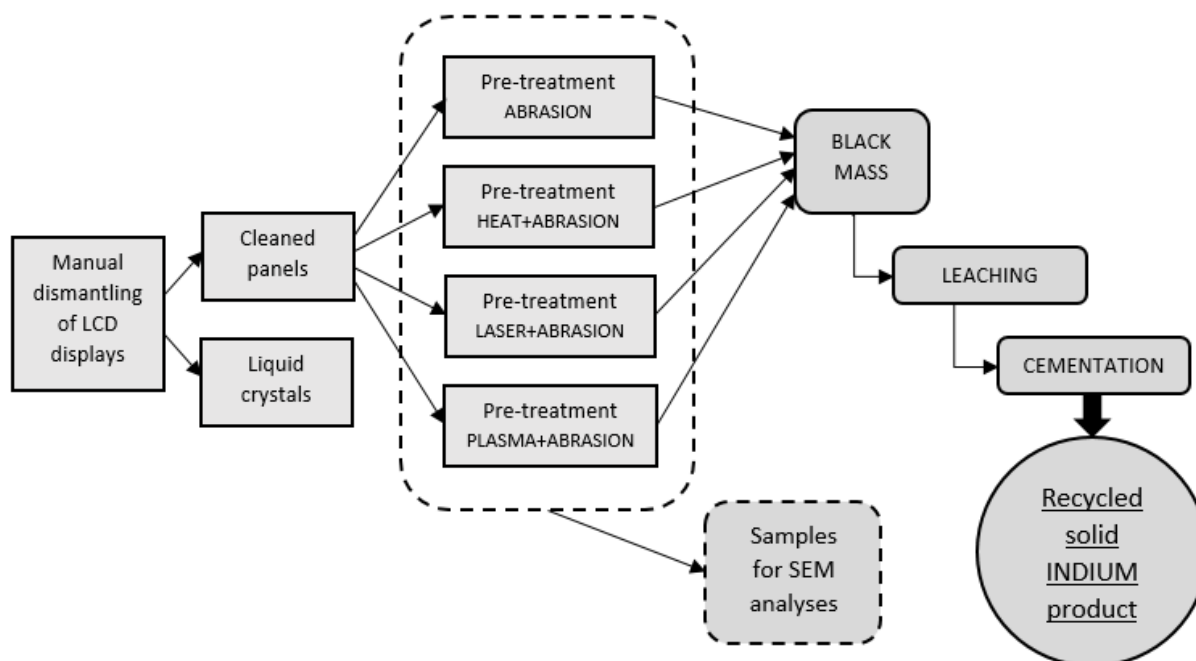 Manual
dismantling
of LCD
displays
Cleaned
panels
Liquid
crystals
Pre-treatment
ABRASION
Pre-treatment
HEAT+ABRASION
Pre-treatment
LASER+ABRASION
Pre-treatment
PLASMA+ABRASION
BLACK
MASS
LEACHING
CEMENTATION
Recycled
solid
INDIUM
product
Samples
for SEM
analyses